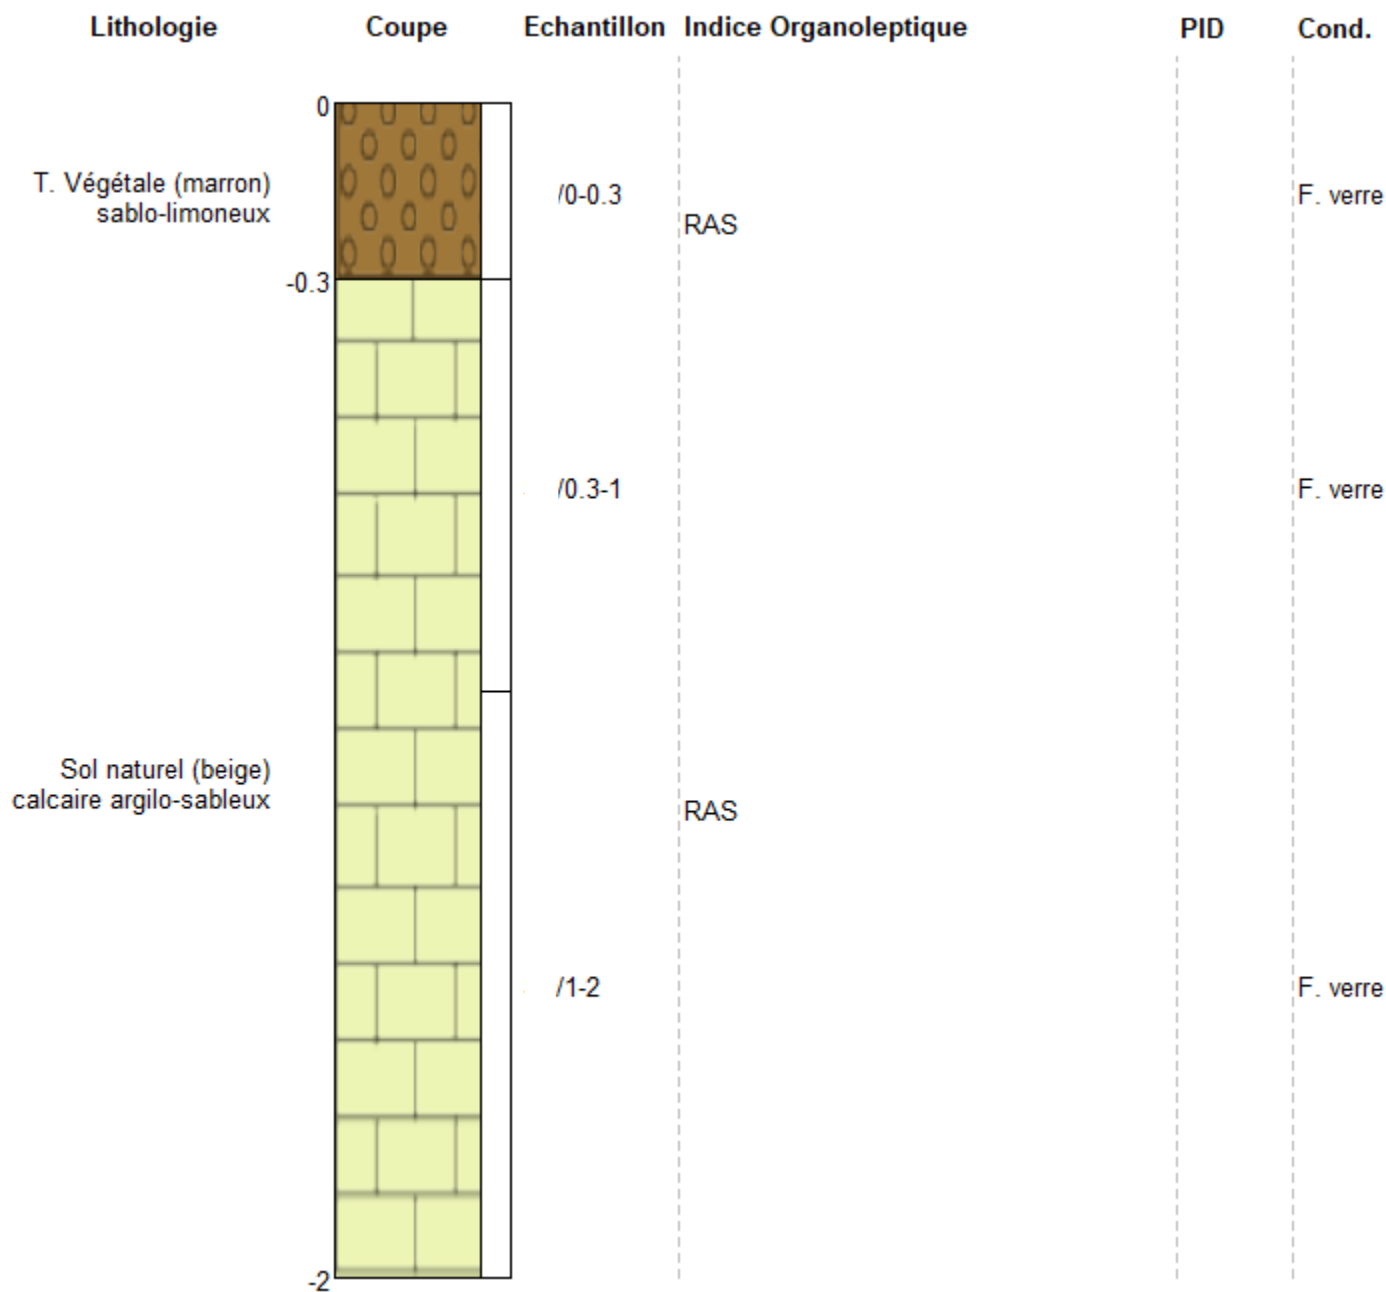 Lithologie Coupe Echantillon Indice Organoleptique PID Cond.
0
T. Végétale (marron)
sablo-limoneux
/0-0.3
F. verre
RAS
-0.3
/0.3-1
F. verre
Sol naturel (beige)
calcaire argilo-sableux
RAS
/1-2
F. verre
-2